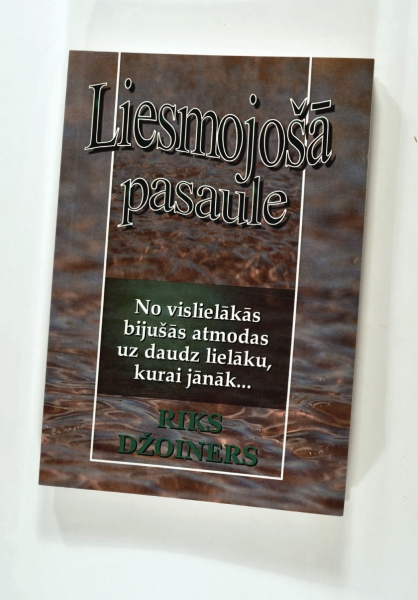 Liesmojošā
pasaule
No vislielākās
bijušās atmodas
uz daudz lielāku,
kurai jānāk...
RIKS
DŽOINERS